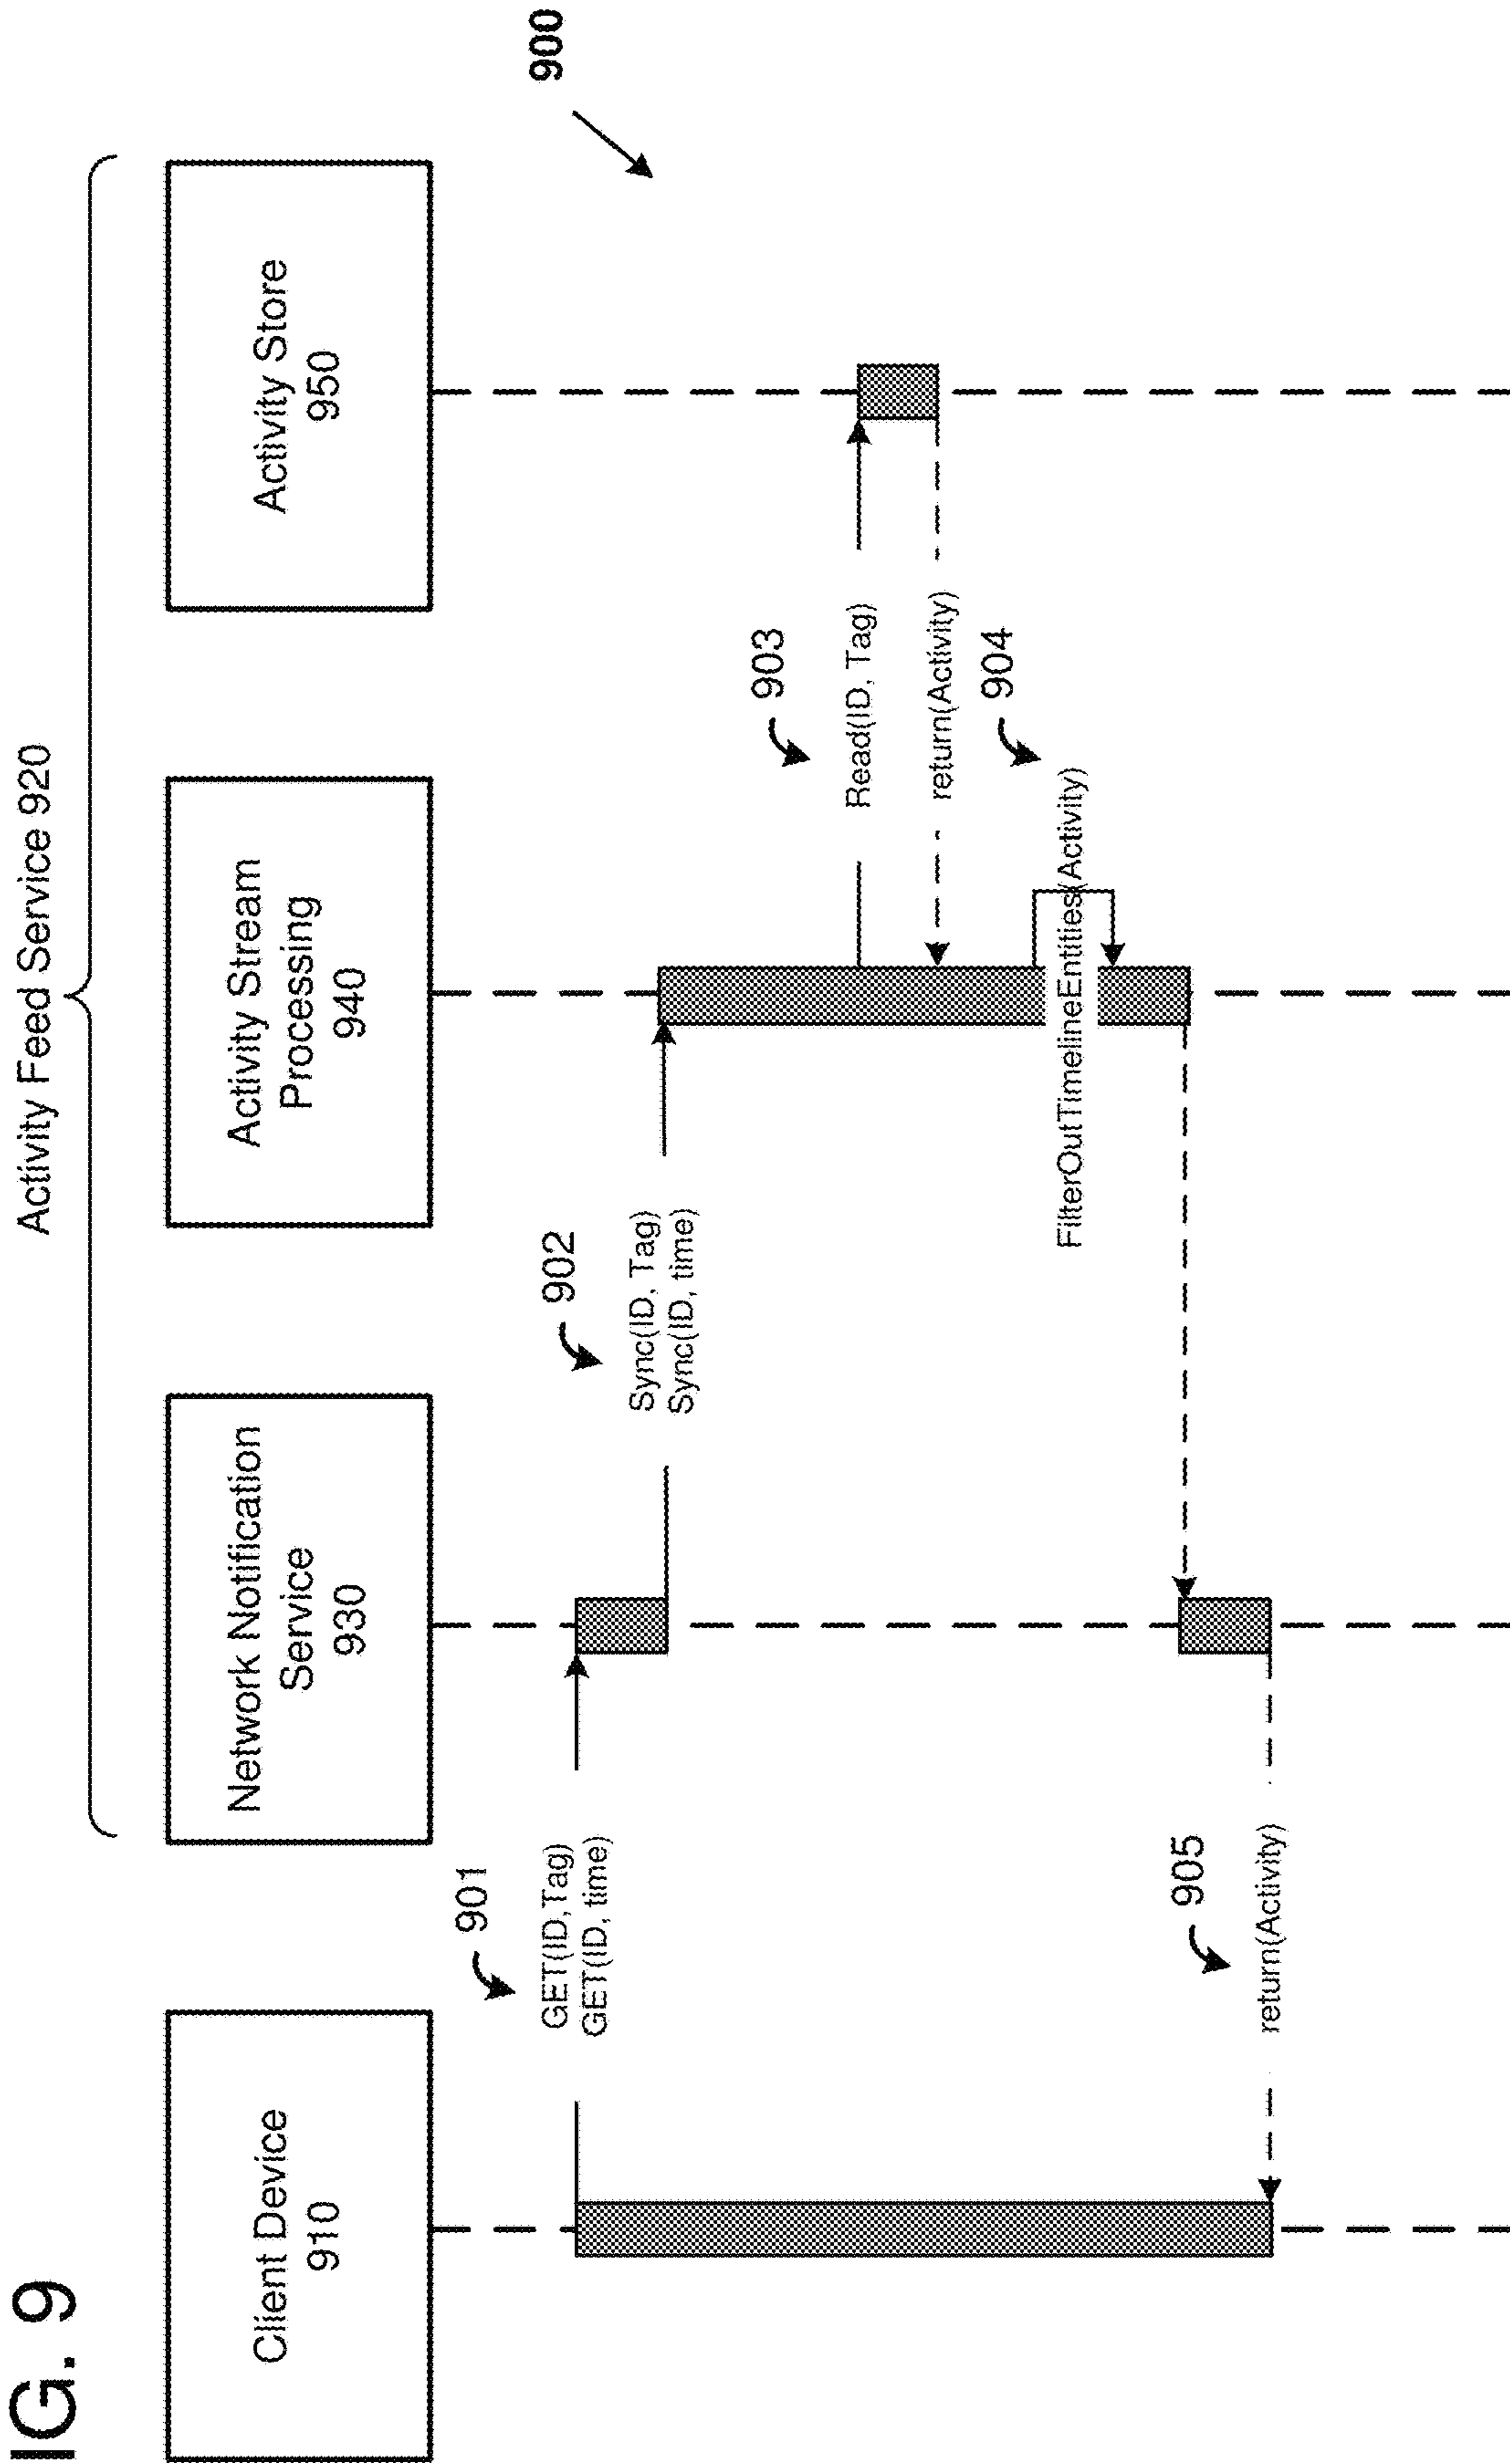 IG. 9
Activity Feed Service 920
Client Device
910
Network Notification
Service
930
Activity Stream
Processing
940
Activity Store
950
900
901
GET(ID,Tag)
GET(ID, time)
902
Sync(ID, Tag)
Sync(ID, time)
903
Read(ID, Tag)
return(Activity)
904
FilterOutTimelineEntities(Activity)
905
return(Activity)